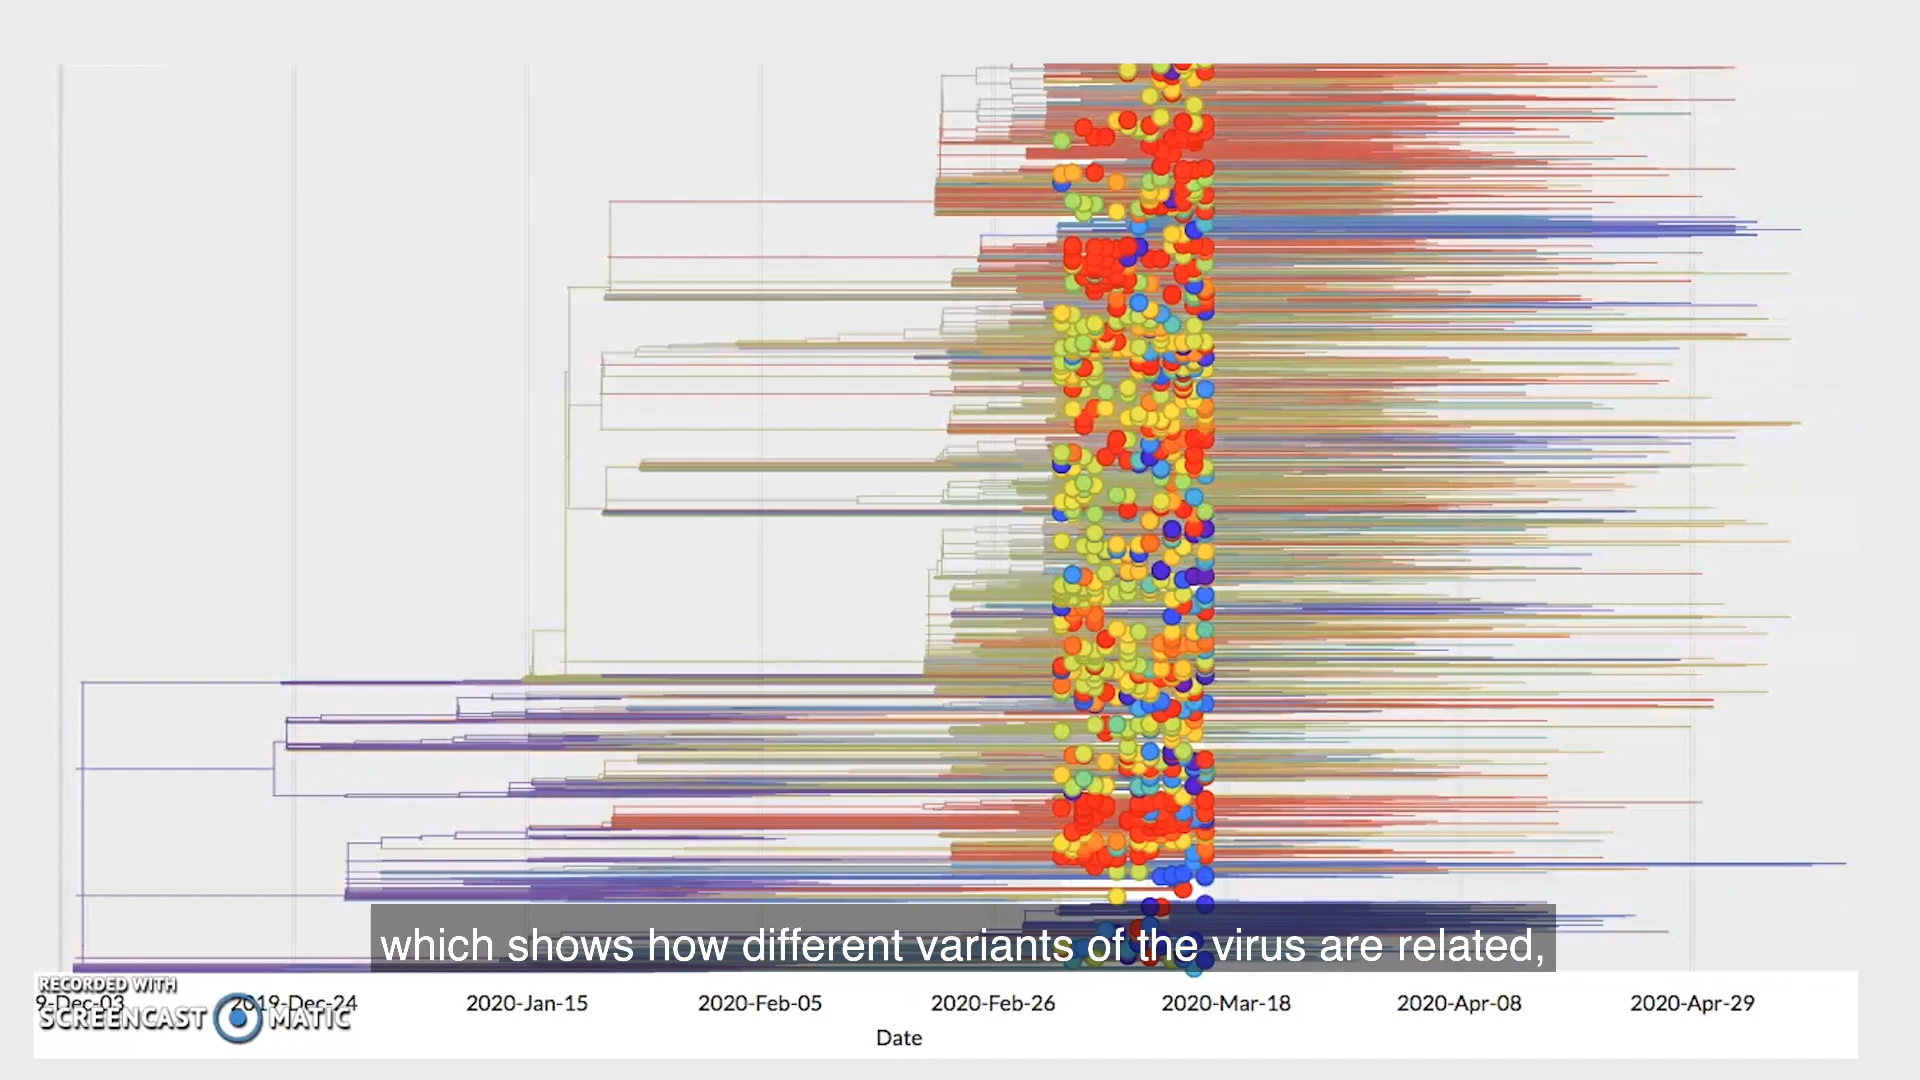 which shows how different variants of the virus are related,
RECORDED WITH
SCREENCAST MATIC
9-Dec-03 2019-Dec-24 2020-Jan-15 2020-Feb-05 2020-Feb-26 2020-Mar-18 2020-Apr-08 2020-Apr-29
Date